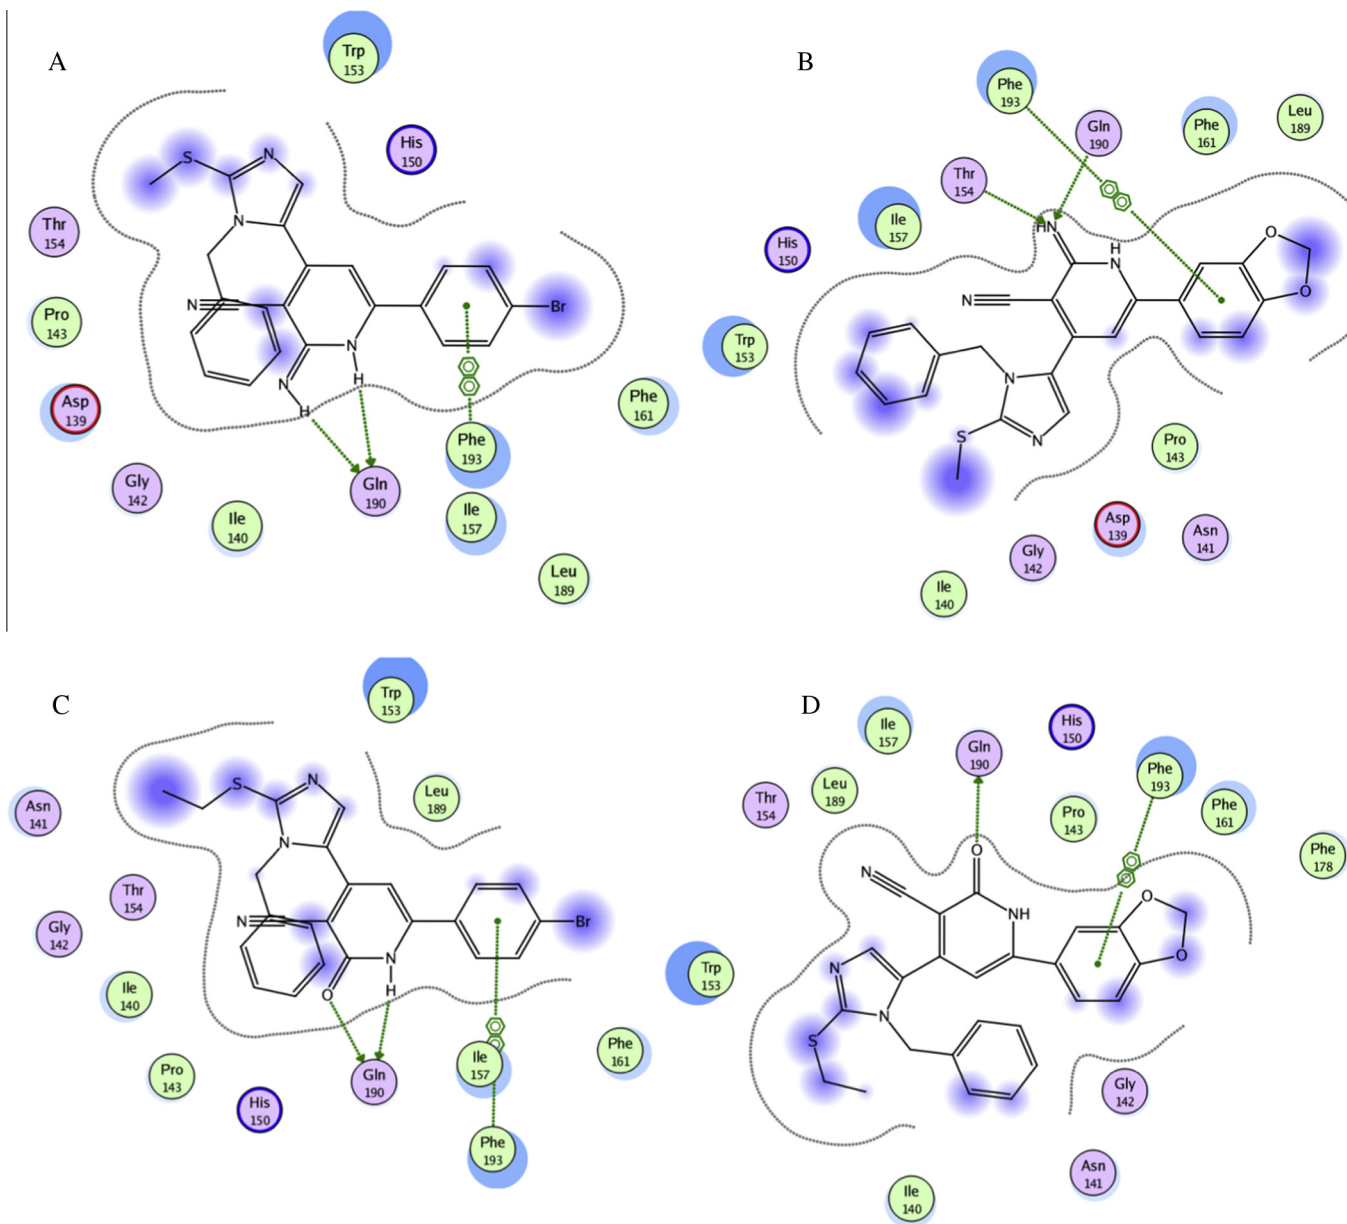 A
Trp
153
His
150
S
N
N
Thr
154
Pro
143
N
Br
N
H
N
H
Asp
139
Gly
142
Ile
140
Gln
190
Phe
193
Ile
157
Phe
161
Leu
189
B
Phe
193
Gln
190
Phe
161
Leu
189
Thr
154
Ile
157
His
150
HN
H
N
O
O
N
Trp
153
N
S
N
Pro
143
Asp
139
Asn
141
Gly
142
Ile
140
C
Trp
153
Leu
189
S
N
N
Asn
141
Thr
154
Gly
142
N
Br
N
H
O
Ile
140
Pro
143
His
150
Gln
190
Ile
157
Phe
161
Phe
193
D
Ile
157
Gln
190
His
150
Phe
193
Leu
189
Thr
154
Pro
143
Phe
161
Phe
178
O
N
NH
O
O
Trp
153
N
N
S
Gly
142
Asn
141
Ile
140